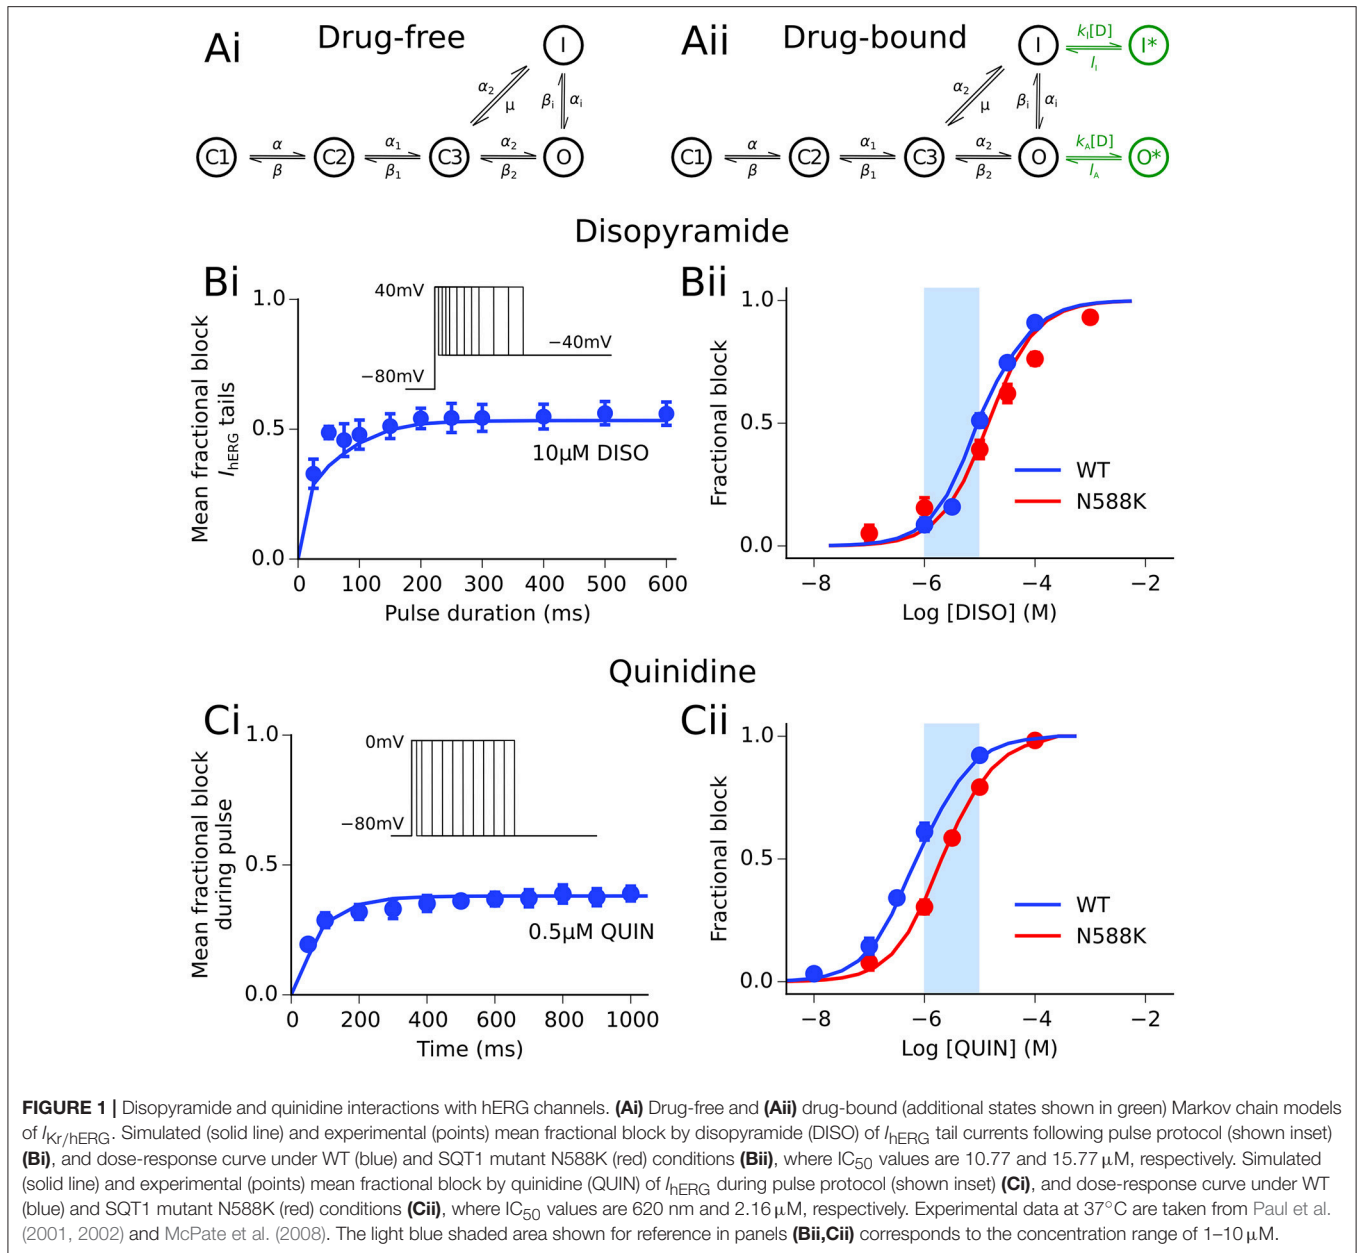 Ai Drug-free
I
α₂
μ
βᵢ αᵢ
C1 α β C2 α₁ β₁ C3 α₂ β₂ O
Aii Drug-bound
I kI[D] lI I*
α₂
μ
βᵢ αᵢ
C1 α β C2 α₁ β₁ C3 α₂ β₂ O kA[D] lA O*
Disopyramide
Bi
Mean fractional block
IhERG tails
1.0
0.5
0.0
40mV
−40mV
−80mV
10µM DISO
0 100 200 300 400 500 600
Pulse duration (ms)
Bii
Fractional block
1.0
0.5
0.0
WT
N588K
−8 −6 −4 −2
Log [DISO] (M)
Quinidine
Ci
Mean fractional block
during pulse
1.0
0.5
0.0
0mV
−80mV
0.5µM QUIN
0 200 400 600 800 1000
Time (ms)
Cii
Fractional block
1.0
0.5
0.0
WT
N588K
−8 −6 −4 −2
Log [QUIN] (M)
FIGURE 1 | Disopyramide and quinidine interactions with hERG channels. (Ai) Drug-free and (Aii) drug-bound (additional states shown in green) Markov chain models
of IKr/hERG. Simulated (solid line) and experimental (points) mean fractional block by disopyramide (DISO) of IhERG tail currents following pulse protocol (shown inset)
(Bi), and dose-response curve under WT (blue) and SQT1 mutant N588K (red) conditions (Bii), where IC50 values are 10.77 and 15.77 µM, respectively. Simulated
(solid line) and experimental (points) mean fractional block by quinidine (QUIN) of IhERG during pulse protocol (shown inset) (Ci), and dose-response curve under WT
(blue) and SQT1 mutant N588K (red) conditions (Cii), where IC50 values are 620 nm and 2.16 µM, respectively. Experimental data at 37°C are taken from Paul et al.
(2001, 2002) and McPate et al. (2008). The light blue shaded area shown for reference in panels (Bii,Cii) corresponds to the concentration range of 1–10 µM.